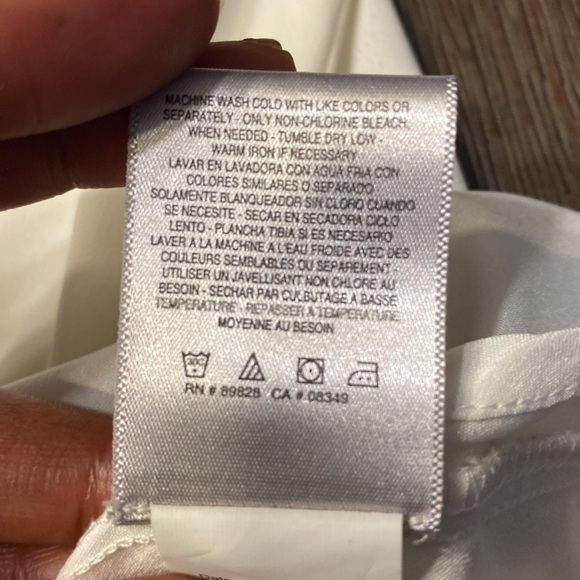 MACHINE WASH COLD WITH LIKE COLORS OR
SEPARATELY - ONLY NON-CHLORINE BLEACH,
WHEN NEEDED - TUMBLE DRY LOW -
WARM IRON IF NECESSARY
LAVAR EN LAVADORA CON AGUA FRIA CON
COLORES SIMILARES O SEPARADO
SOLAMENTE BLANQUEADOR SIN CLORO CUANDO
SE NECESITE - SECAR EN SECADORA CICLO
LENTO - PLANCHA TIBIA SI ES NECESARIO
LAVER A LA MACHINE A L'EAU FROIDE AVEC DES
COULEURS SEMBLABLES OU SEPAREMENT -
UTILISER UN JAVELLISANT NON CHLORE AU
BESOIN - SECHAR PAR CULBUTAGE A BASSE
TEMPERATURE - REPASSER A TEMPERATURE
MOYENNE AU BESOIN
30C
RN # 89828 CA # 08349